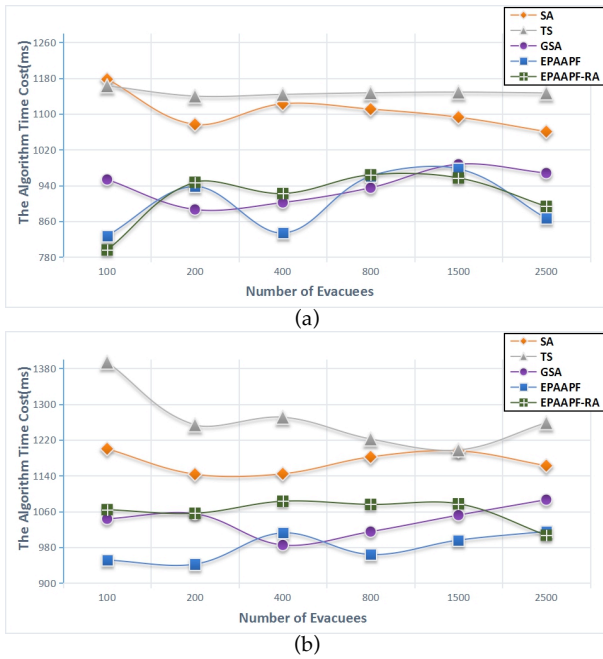 SA
TS
GSA
EPAAPF
EPAAPF-RA
The Algorithm Time Cost(ms)
1260
1180
1100
1020
940
860
780
100 200 400 800 1500 2500
Number of Evacuees
(a)
SA
TS
GSA
EPAAPF
EPAAPF-RA
The Algorithm Time Cost(ms)
1380
1300
1220
1140
1060
980
900
100 200 400 800 1500 2500
Number of Evacuees
(b)